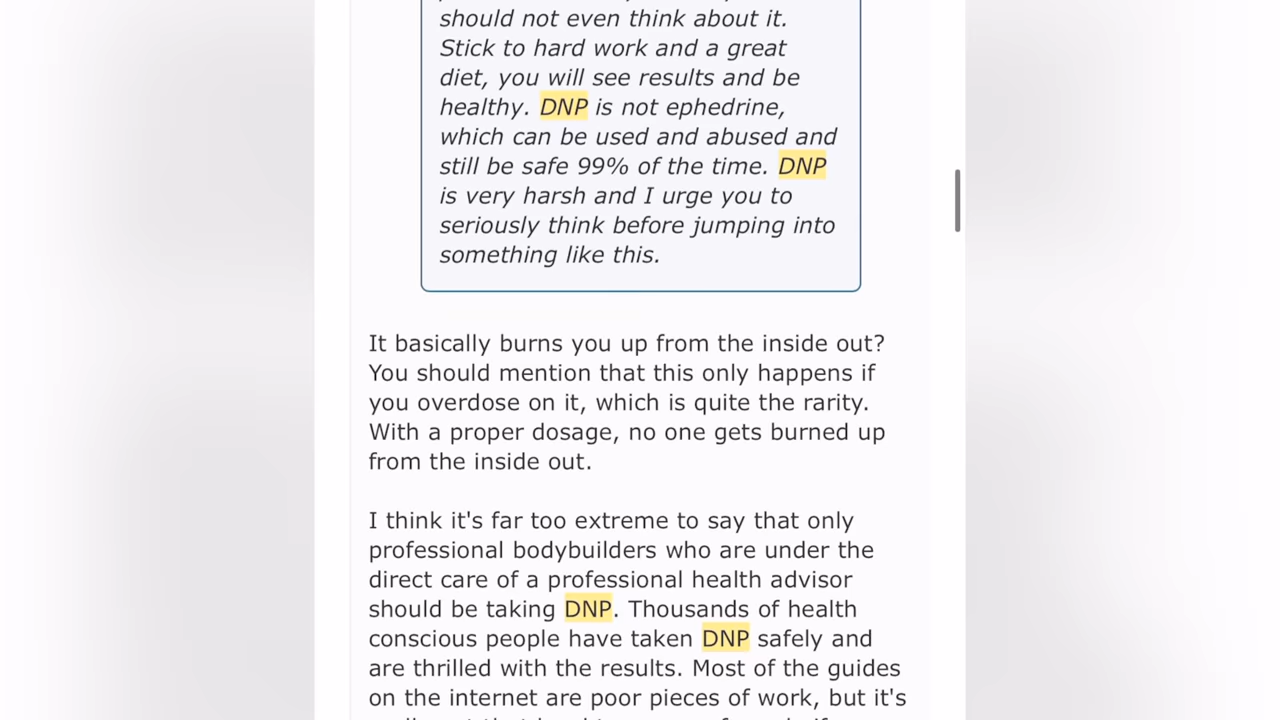 should not even think about it.
Stick to hard work and a great
diet, you will see results and be
healthy. DNP is not ephedrine,
which can be used and abused and
still be safe 99% of the time. DNP
is very harsh and I urge you to
seriously think before jumping into
something like this.
It basically burns you up from the inside out?
You should mention that this only happens if
you overdose on it, which is quite the rarity.
With a proper dosage, no one gets burned up
from the inside out.
I think it's far too extreme to say that only
professional bodybuilders who are under the
direct care of a professional health advisor
should be taking DNP. Thousands of health
conscious people have taken DNP safely and
are thrilled with the results. Most of the guides
on the internet are poor pieces of work, but it's